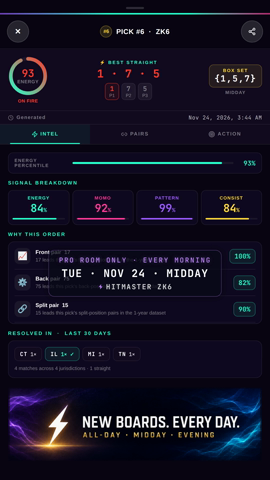 #6 PICK #6 · ZK6
93
ENERGY
ON FIRE
⚡ BEST STRAIGHT
1 · 7 · 5
1 7 5
P1 P2 P3
BOX SET
{1,5,7}
MIDDAY
Generated
Nov 24, 2026, 3:44 AM
INTEL
PAIRS
ACTION
ENERGY PERCENTILE
93%
SIGNAL BREAKDOWN
ENERGY MOMO PATTERN CONSIST
84% 92% 99% 84%
WHY THIS ORDER
Front pair 17
100%
PRO ROOM ONLY · EVERY MORNING
TUE · NOV 24 · MIDDAY
⚡ HITMASTER ZK6
Back
82%
Split pair 15
15 leads this pick's split-position pairs in the 1-year dataset
90%
RESOLVED IN · LAST 30 DAYS
CT 1× IL 1× ✓ MI 1× TN 1×
4 matches across 4 jurisdictions · 1 straight
NEW BOARDS. EVERY DAY.
ALL-DAY · MIDDAY · EVENING